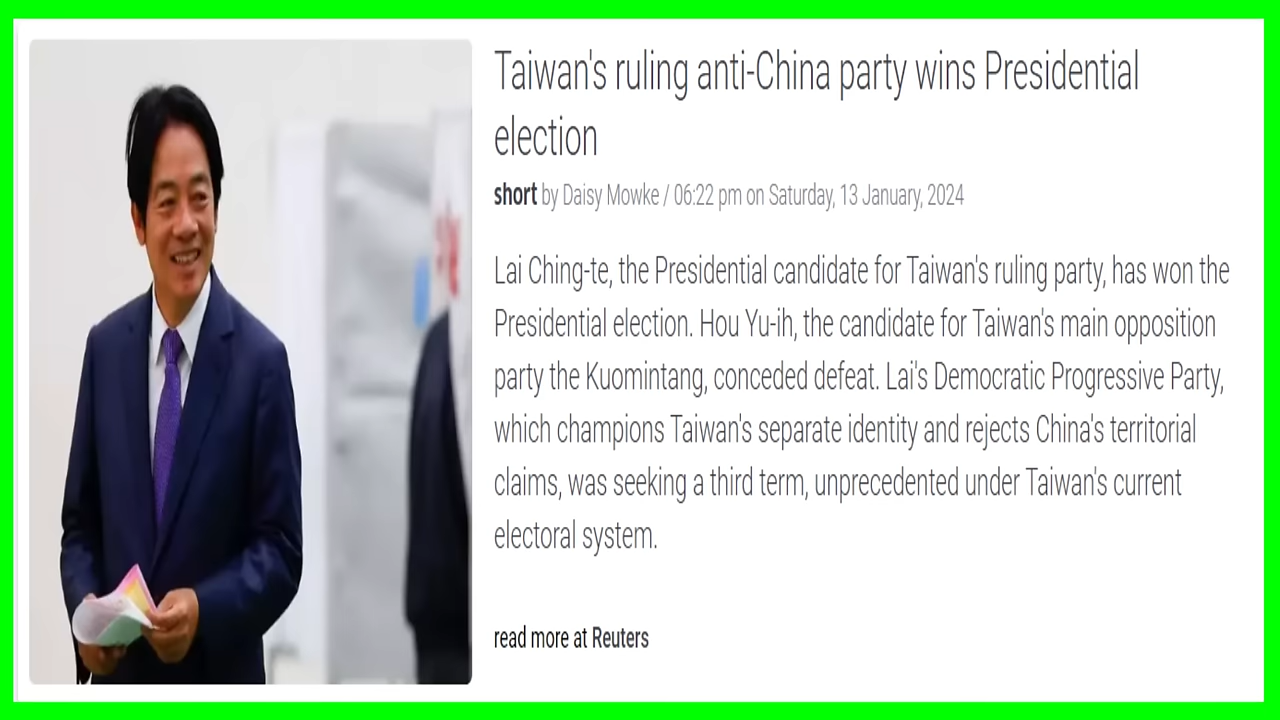 Taiwan's ruling anti-China party wins Presidential
election
short by Daisy Mowke / 06:22 pm on Saturday, 13 January, 2024
Lai Ching-te, the Presidential candidate for Taiwan's ruling party, has won the
Presidential election. Hou Yu-ih, the candidate for Taiwan's main opposition
party the Kuomintang, conceded defeat. Lai's Democratic Progressive Party,
which champions Taiwan's separate identity and rejects China's territorial
claims, was seeking a third term, unprecedented under Taiwan's current
electoral system.
read more at Reuters